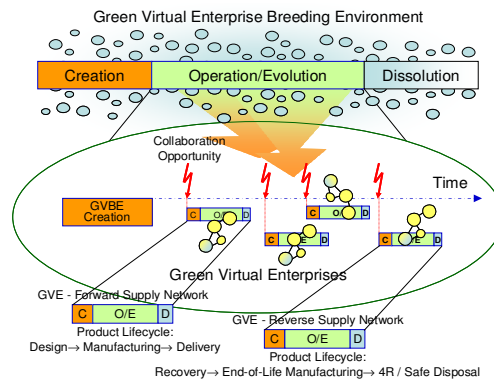 Green Virtual Enterprise Breeding Environment
Creation
Operation/Evolution
Dissolution
Collaboration
Opportunity
Time
GVBE
Creation
C O/E D
C O/E D
C O/E D
C O/E D
Green Virtual Enterprises
GVE - Forward Supply Network
C O/E D
Product Lifecycle:
Design→ Manufacturing→ Delivery
GVE - Reverse Supply Network
C O/E D
Product Lifecycle:
Recovery→ End-of-Life Manufacturing→ 4R / Safe Disposal